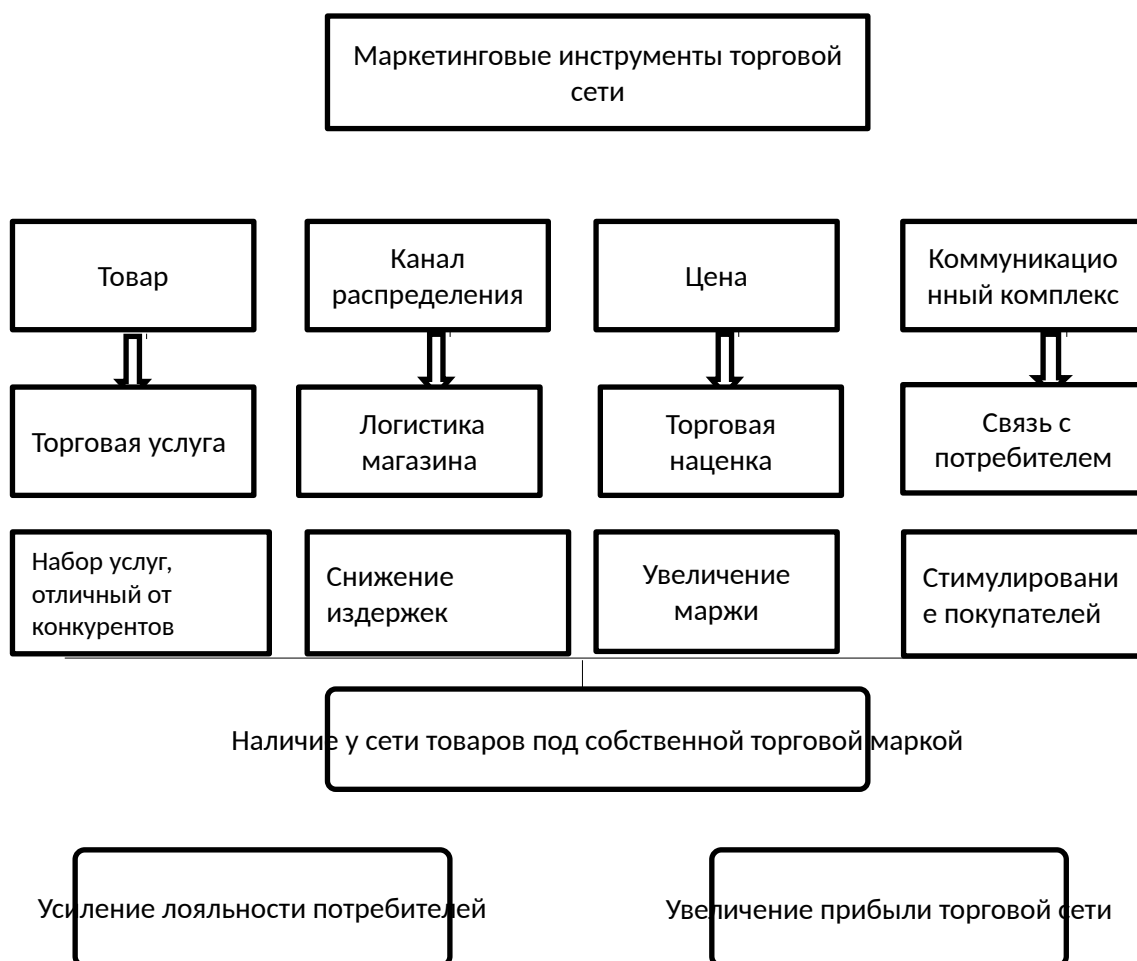 Маркетинговые инструменты торговой
сети
Товар
Канал
распределения
Цена
Коммуникацио
нный комплекс
Торговая услуга
Логистика
магазина
Торговая
наценка
Связь с
потребителем
Набор услуг,
отличный от
конкурентов
Снижение
издержек
Увеличение
маржи
Стимулировани
е покупателей
Наличие у сети товаров под собственной торговой маркой
Усиление лояльности потребителей
Увеличение прибыли торговой сети